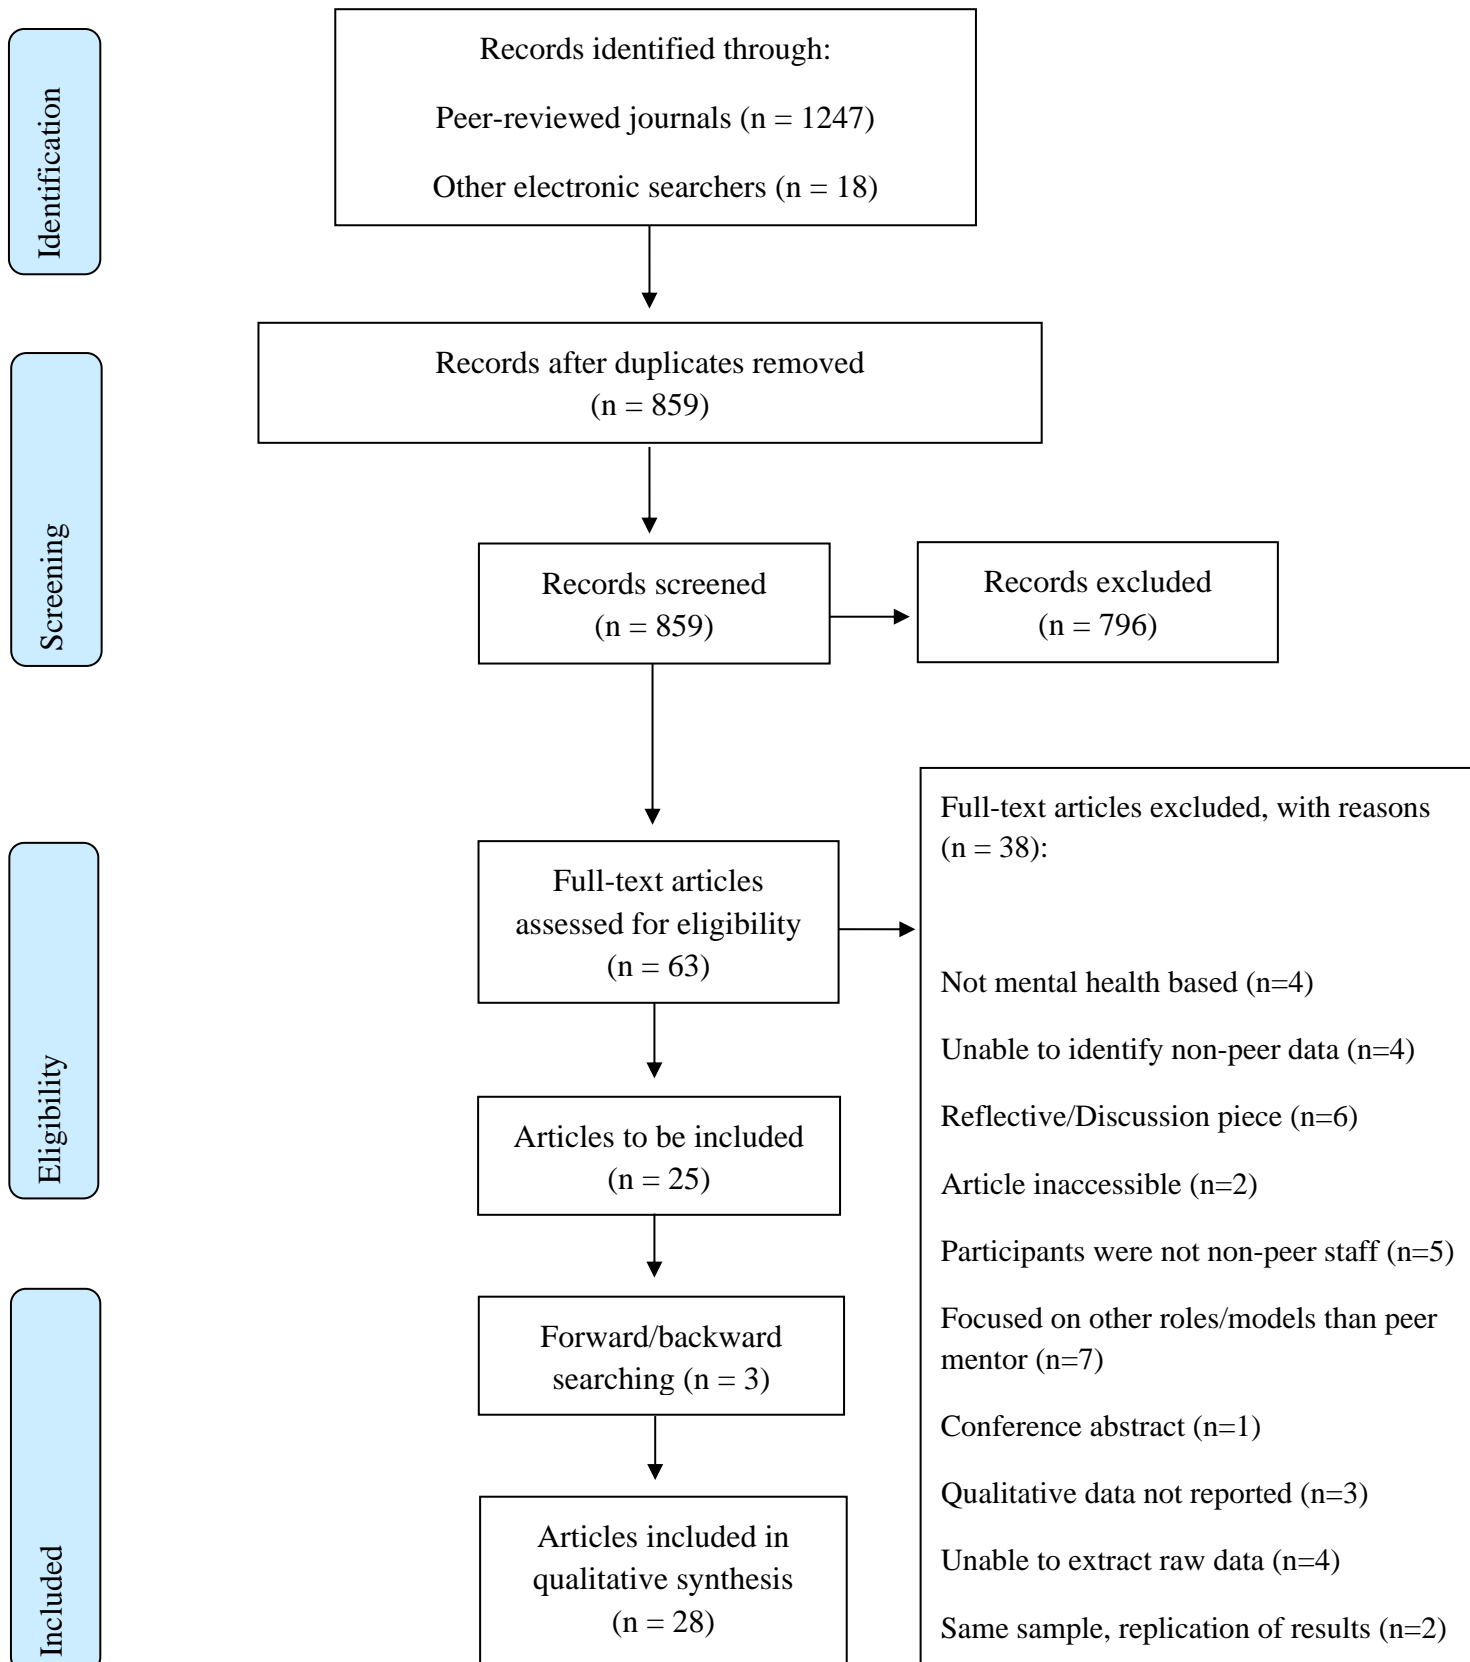 Identification
Records identified through:
Peer-reviewed journals (n = 1247)
Other electronic searchers (n = 18)
Screening
Records after duplicates removed
(n = 859)
Records screened
(n = 859)
Records excluded
(n = 796)
Eligibility
Full-text articles
assessed for eligibility
(n = 63)
Full-text articles excluded, with reasons
(n = 38):
Not mental health based (n=4)
Unable to identify non-peer data (n=4)
Reflective/Discussion piece (n=6)
Article inaccessible (n=2)
Participants were not non-peer staff (n=5)
Focused on other roles/models than peer
mentor (n=7)
Conference abstract (n=1)
Qualitative data not reported (n=3)
Unable to extract raw data (n=4)
Same sample, replication of results (n=2)
Articles to be included
(n = 25)
Included
Forward/backward
searching (n = 3)
Articles included in
qualitative synthesis
(n = 28)